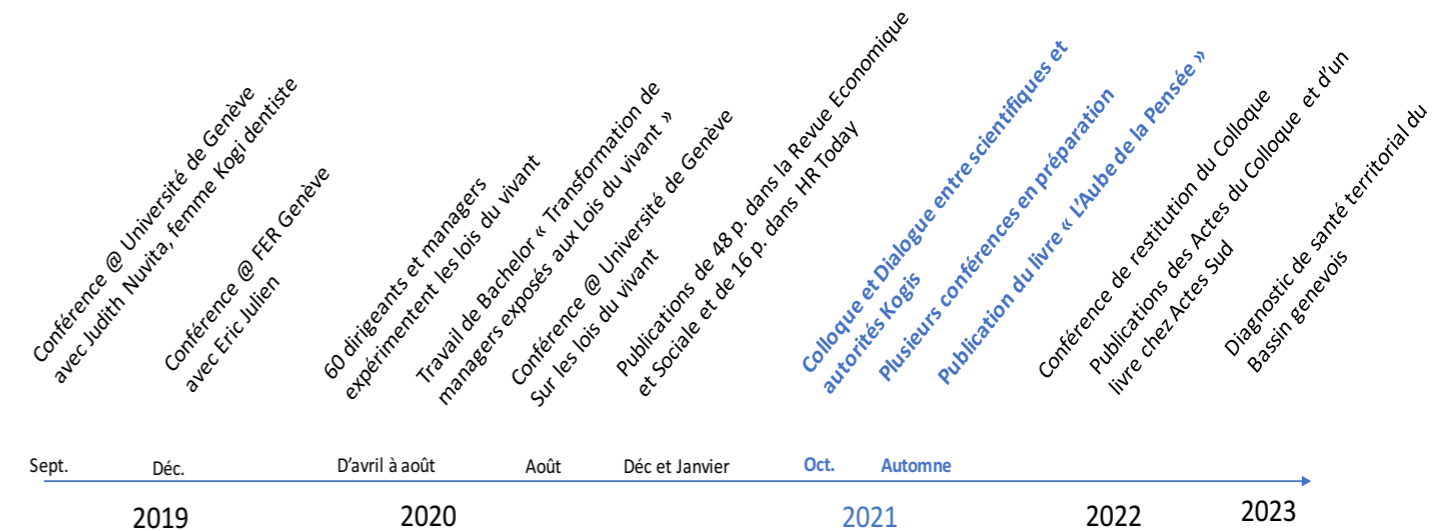 Conférence @ Université de Genève
avec Judith Nuvita, femme Kogi dentiste
Conférence @ FER Genève
avec Eric Julien
60 dirigeants et managers
expérimentent les lois du vivant
Travail de Bachelor « Transformation de
managers exposés aux Lois du vivant »
Conférence @ Université de Genève
Sur les lois du vivant
Publications de 48 p. dans la Revue Economique
et Sociale et de 16 p. dans HR Today
Colloque et Dialogue entre scientifiques et
autorités Kogis
Plusieurs conférences en préparation
Publication du livre « L'Aube de la Pensée »
Conférence de restitution du Colloque
Publications des Actes du Colloque et d'un
livre chez Actes Sud
Diagnostic de santé territorial du
Bassin genevois
Sept.
Déc.
D'avril à août
Août
Déc et Janvier
Oct.
Automne
2019
2020
2021
2022
2023